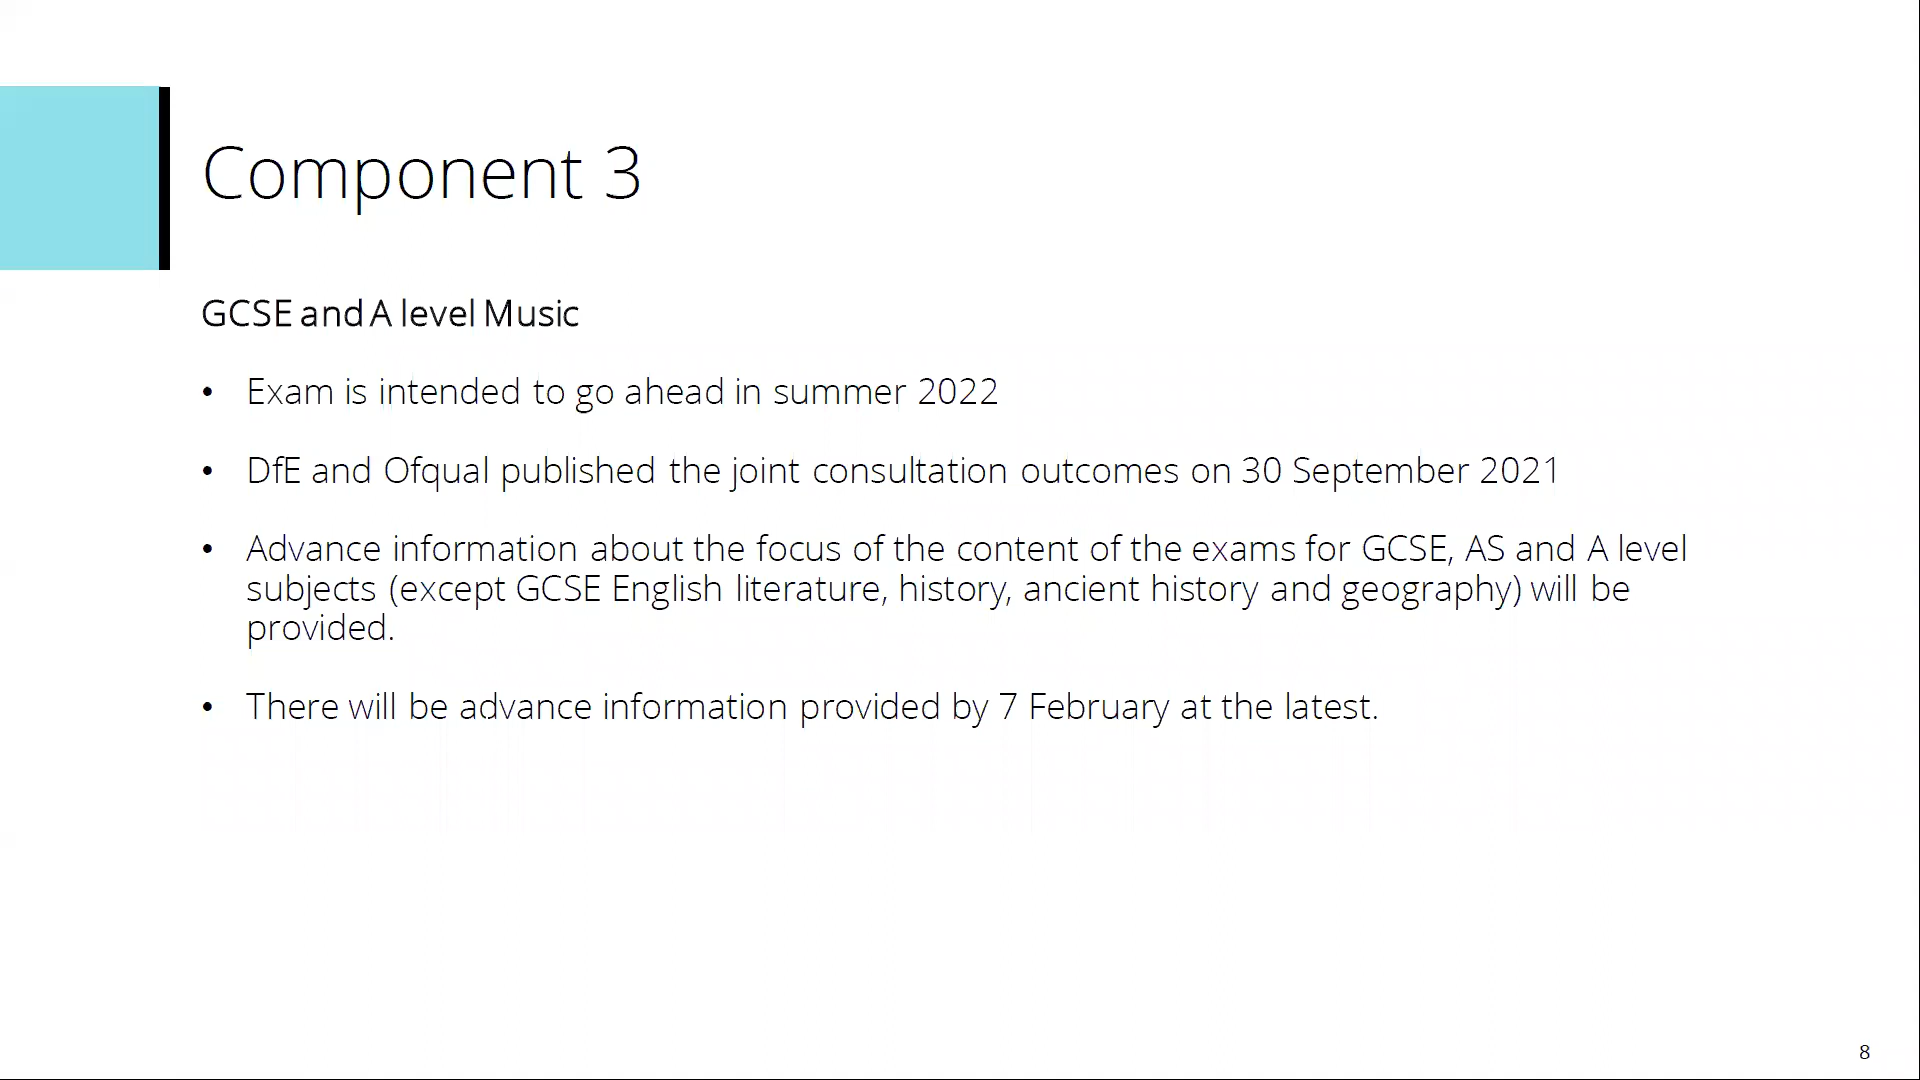 Component 3
GCSE and A level Music
• Exam is intended to go ahead in summer 2022
• DfE and Ofqual published the joint consultation outcomes on 30 September 2021
• Advance information about the focus of the content of the exams for GCSE, AS and A level
subjects (except GCSE English literature, history, ancient history and geography) will be
provided.
• There will be advance information provided by 7 February at the latest.
8